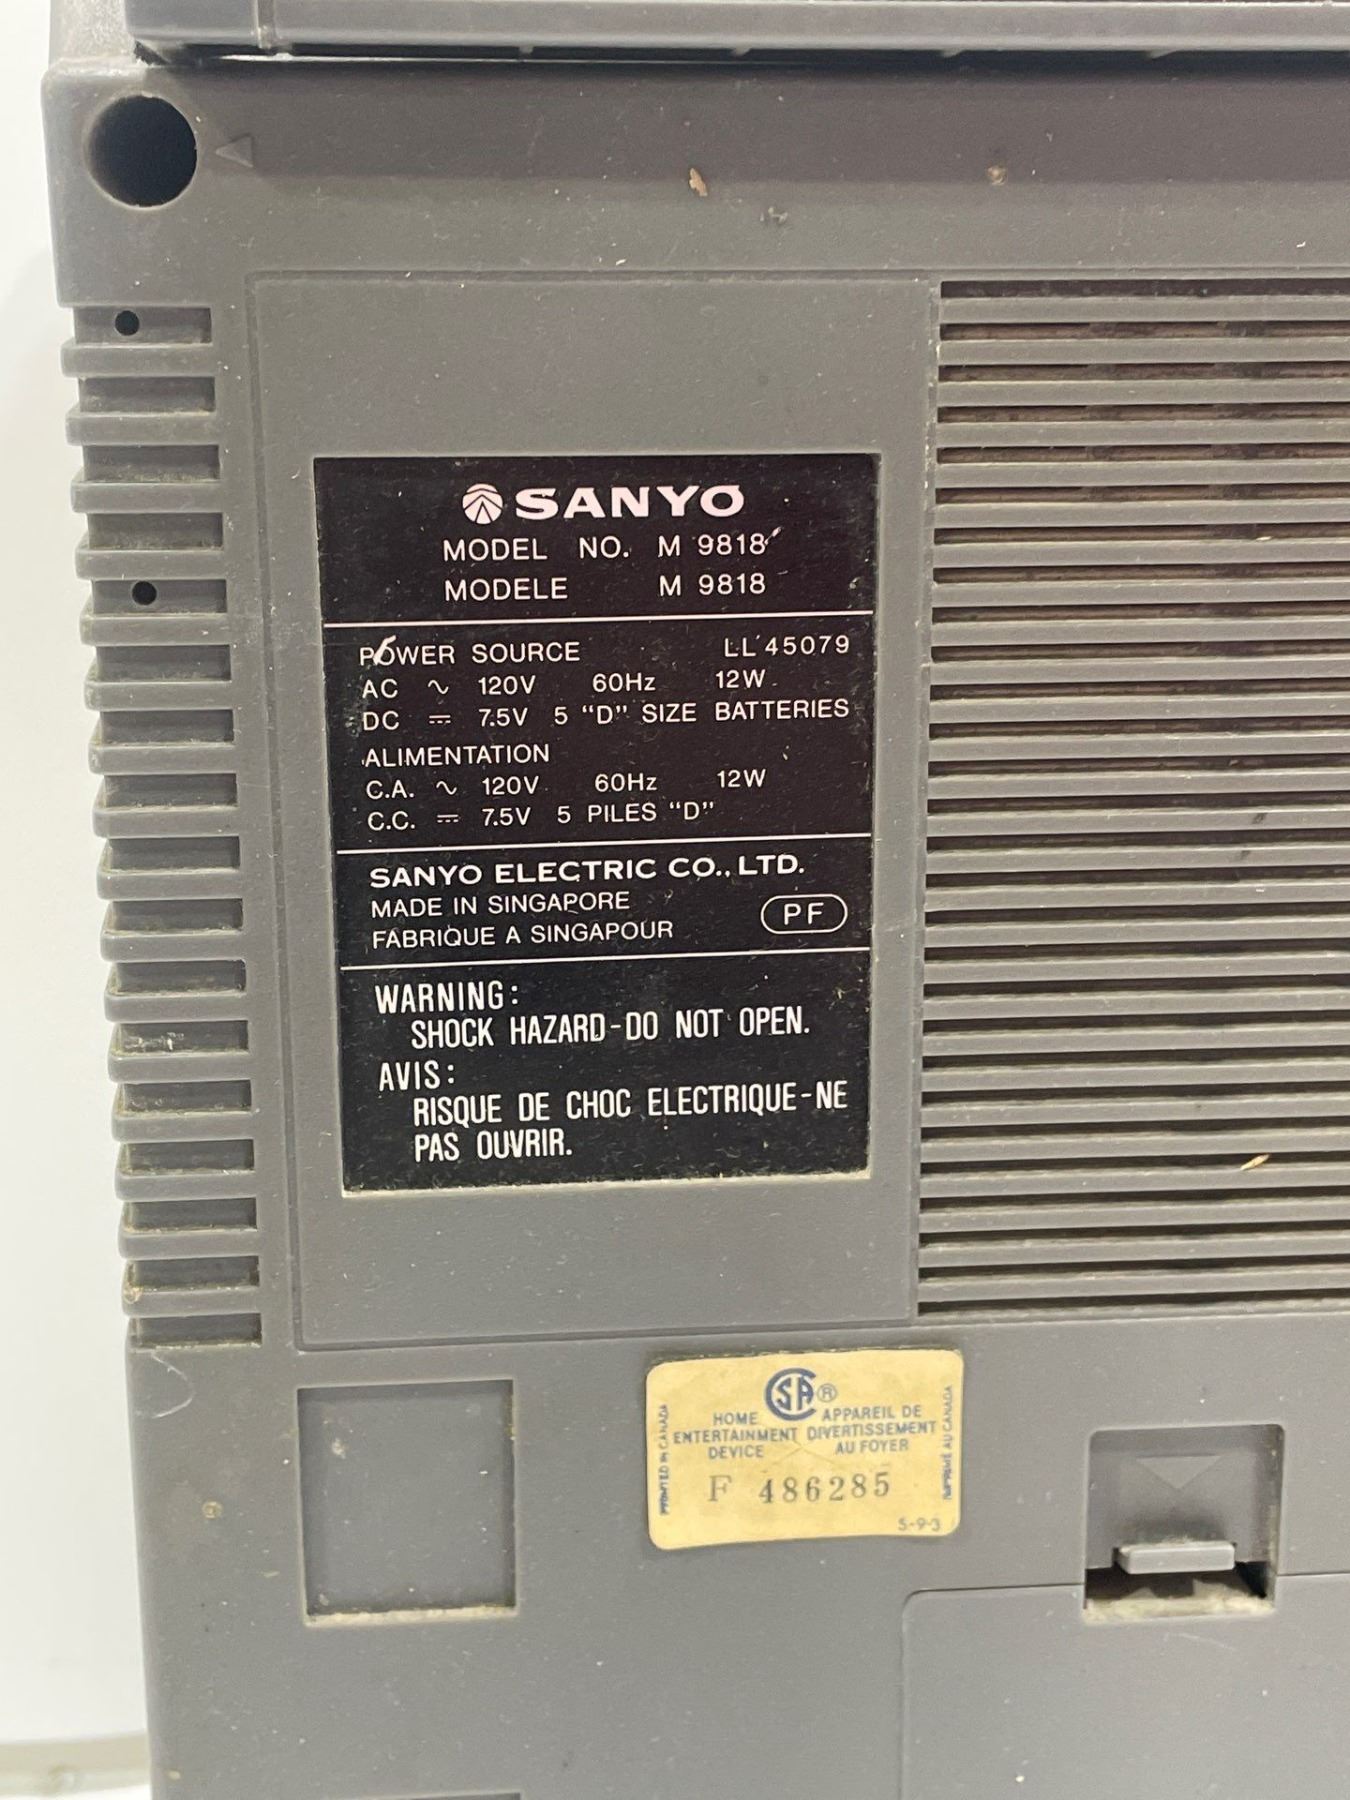 SANYO
MODEL NO. M 9818
MODELE M 9818
POWER SOURCE LL 45079
AC ∿ 120V 60Hz 12W
DC ⎓ 7.5V 5 "D" SIZE BATTERIES
ALIMENTATION
C.A. ∿ 120V 60Hz 12W
C.C. ⎓ 7.5V 5 PILES "D"
SANYO ELECTRIC CO., LTD.
MADE IN SINGAPORE
FABRIQUE A SINGAPOUR
PF
WARNING:
SHOCK HAZARD-DO NOT OPEN.
AVIS:
RISQUE DE CHOC ELECTRIQUE-NE
PAS OUVRIR.
SA ®
HOME APPAREIL DE
ENTERTAINMENT DIVERTISSEMENT
DEVICE AU FOYER
F 486285
S-9-3
PRINTED IN CANADA
IMPRIMÉ AU CANADA